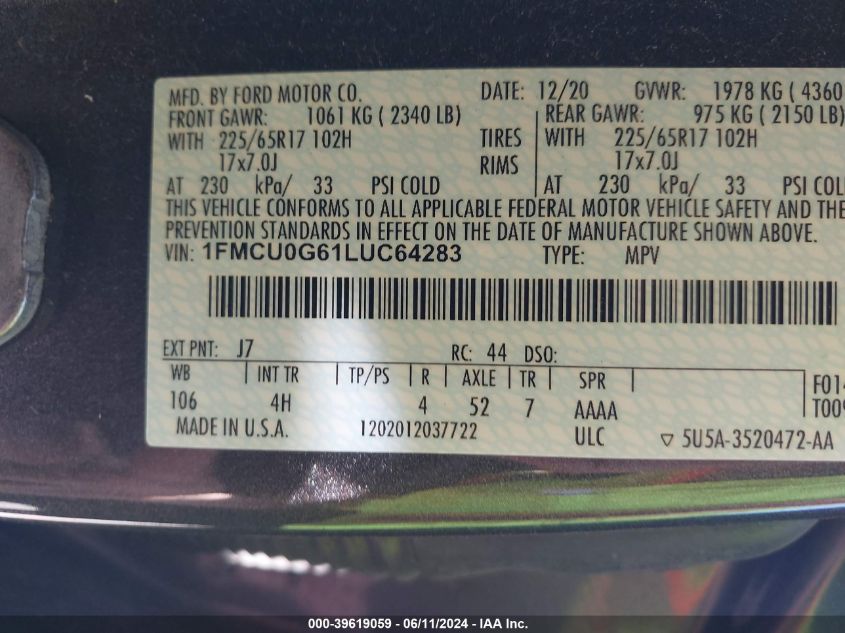 MFD. BY FORD MOTOR CO. DATE: 12/20 GVWR: 1978 KG ( 4360
FRONT GAWR: 1061 KG ( 2340 LB) REAR GAWR: 975 KG ( 2150 LB)
WITH 225/65R17 102H TIRES WITH 225/65R17 102H
17x7.0J RIMS 17x7.0J
AT 230 kPa/ 33 PSI COLD AT 230 kPa/ 33 PSI COL
THIS VEHICLE CONFORMS TO ALL APPLICABLE FEDERAL MOTOR VEHICLE SAFETY AND THE
PREVENTION STANDARDS IN EFFECT ON THE DATE OF MANUFACTURE SHOWN ABOVE.
VIN: 1FMCU0G61LUC64283 TYPE: MPV
EXT PNT: J7 RC: 44 DSO:
WB INT TR TP/PS R AXLE TR SPR F014
106 4H 4 52 7 AAAA T009
MADE IN U.S.A. 1202012037722 ULC ▽ 5U5A-3520472-AA
000-39619059 - 06/11/2024 - IAA Inc.